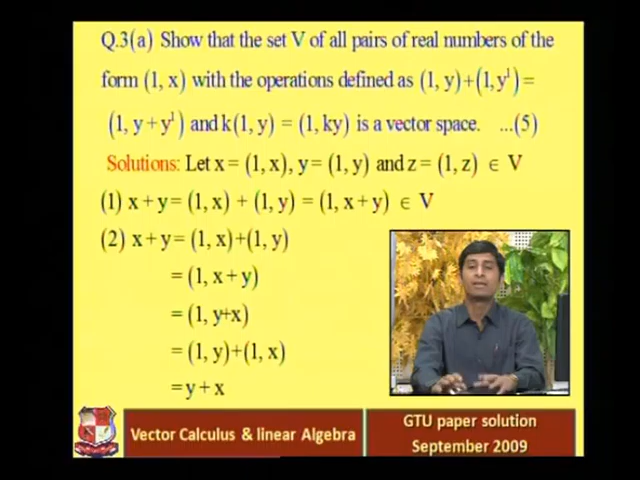 Q.3(a) Show that the set V of all pairs of real numbers of the
form (1, x) with the operations defined as (1, y)+(1, y¹) =
(1, y + y¹) and k(1, y) = (1, ky) is a vector space. ...(5)
Solutions: Let x = (1, x), y = (1, y) and z = (1, z) ∈ V
(1) x + y = (1, x) + (1, y) = (1, x + y) ∈ V
(2) x + y = (1, x)+(1, y)
= (1, x + y)
= (1, y+x)
= (1, y)+(1, x)
= y + x
Vector Calculus & linear Algebra
GTU paper solution
September 2009